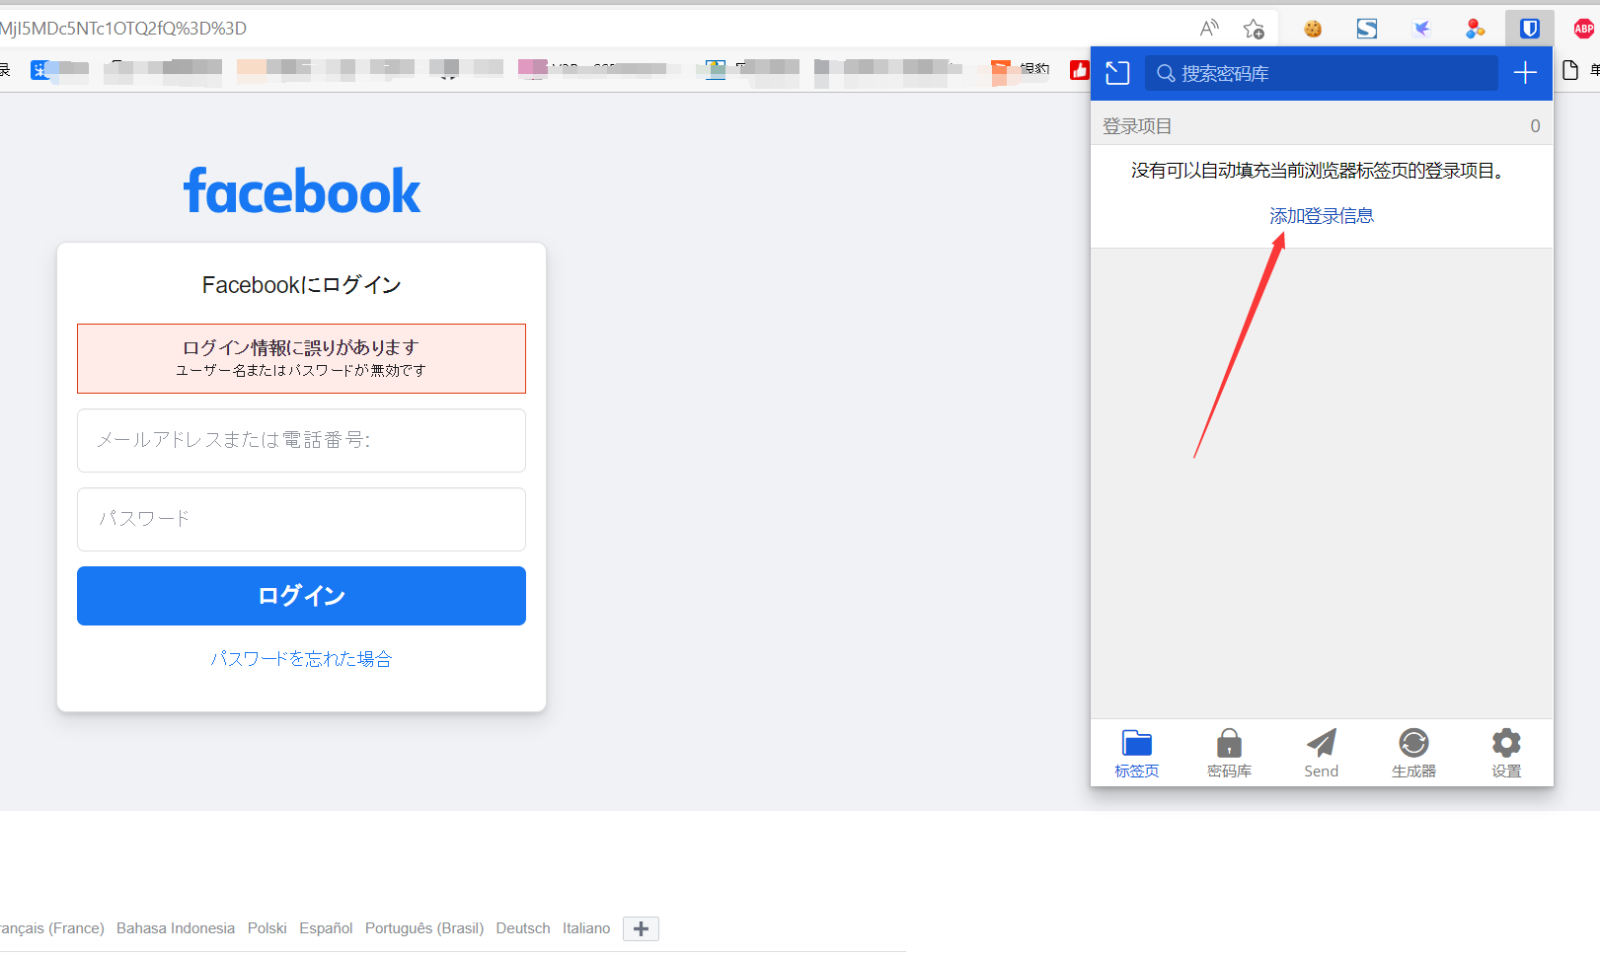 MjI5MDc5NTc1OTQ2fQ%3D%3D
ABP
搜索密码库
登录项目
0
没有可以自动填充当前浏览器标签页的登录项目。
添加登录信息
标签页
密码库
Send
生成器
设置
facebook
Facebookにログイン
ログイン情報に誤りがあります
ユーザー名またはパスワードが無効です
メールアドレスまたは電話番号:
パスワード
ログイン
パスワードを忘れた場合
rançais (France) Bahasa Indonesia Polski Español Português (Brasil) Deutsch Italiano